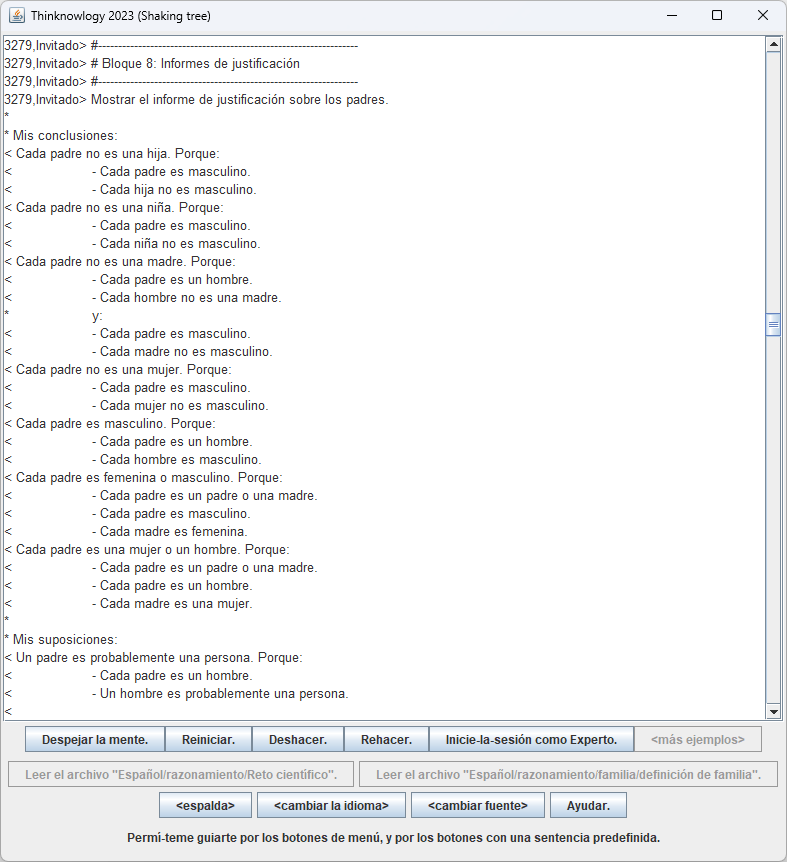 Thinknowlogy 2023 (Shaking tree)
3279,Invitado> #-----------------------------------------------------------------
3279,Invitado> # Bloque 8: Informes de justificación
3279,Invitado> #-----------------------------------------------------------------
3279,Invitado> Mostrar el informe de justificación sobre los padres.
*
* Mis conclusiones:
< Cada padre no es una hija. Porque:
< - Cada padre es masculino.
< - Cada hija no es masculino.
< Cada padre no es una niña. Porque:
< - Cada padre es masculino.
< - Cada niña no es masculino.
< Cada padre no es una madre. Porque:
< - Cada padre es un hombre.
< - Cada hombre no es una madre.
* y:
< - Cada padre es masculino.
< - Cada madre no es masculino.
< Cada padre no es una mujer. Porque:
< - Cada padre es masculino.
< - Cada mujer no es masculino.
< Cada padre es masculino. Porque:
< - Cada padre es un hombre.
< - Cada hombre es masculino.
< Cada padre es femenina o masculino. Porque:
< - Cada padre es un padre o una madre.
< - Cada padre es masculino.
< - Cada madre es femenina.
< Cada padre es una mujer o un hombre. Porque:
< - Cada padre es un padre o una madre.
< - Cada padre es un hombre.
< - Cada madre es una mujer.
*
* Mis suposiciones:
< Un padre es probablemente una persona. Porque:
< - Cada padre es un hombre.
< - Un hombre es probablemente una persona.
<
Despejar la mente. Reiniciar. Deshacer. Rehacer. Inicie-la-sesión como Experto. <más ejemplos>
Leer el archivo "Español/razonamiento/Reto científico". Leer el archivo "Español/razonamiento/familia/definición de familia".
<espalda> <cambiar la idioma> <cambiar fuente> Ayudar.
Permí-teme guiarte por los botones de menú, y por los botones con una sentencia predefinida.